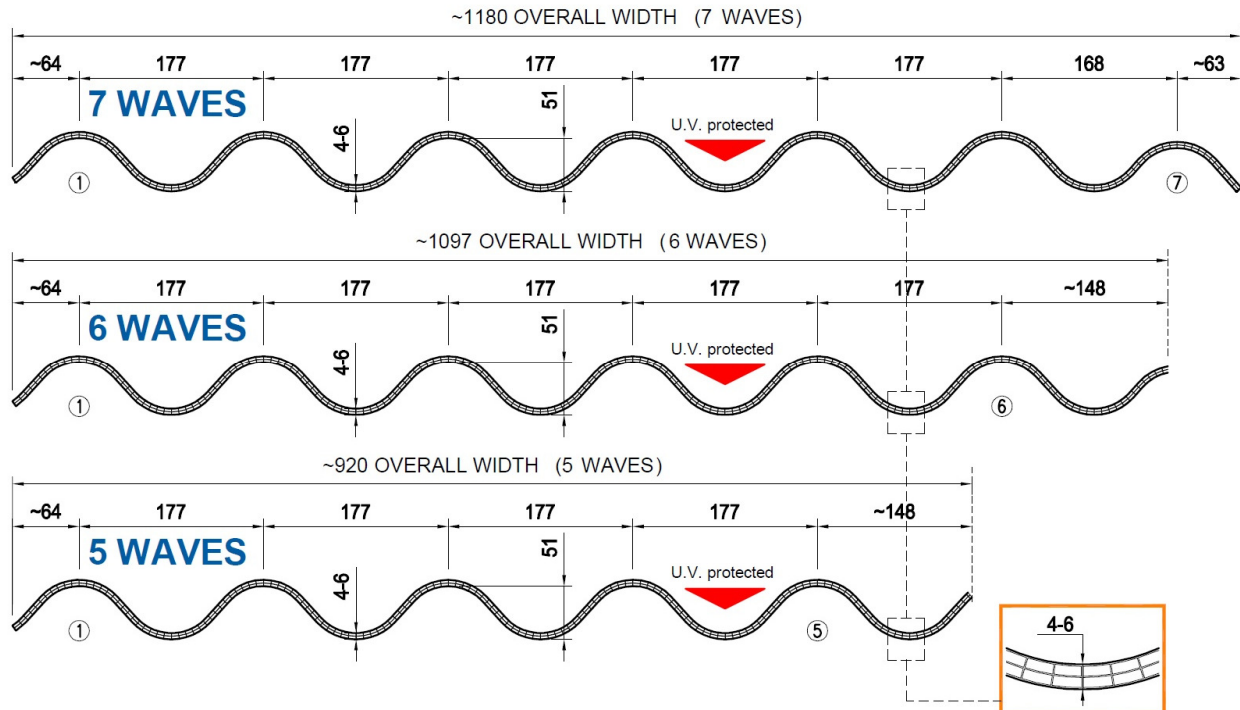 ~1180 OVERALL WIDTH (7 WAVES)
~64 177 177 177 177 177 168 ~63
7 WAVES
51
4-6
U.V. protected
1
7
~1097 OVERALL WIDTH (6 WAVES)
~64 177 177 177 177 177 ~148
6 WAVES
51
4-6
U.V. protected
1
6
~920 OVERALL WIDTH (5 WAVES)
~64 177 177 177 177 ~148
5 WAVES
51
4-6
U.V. protected
1
5
4-6